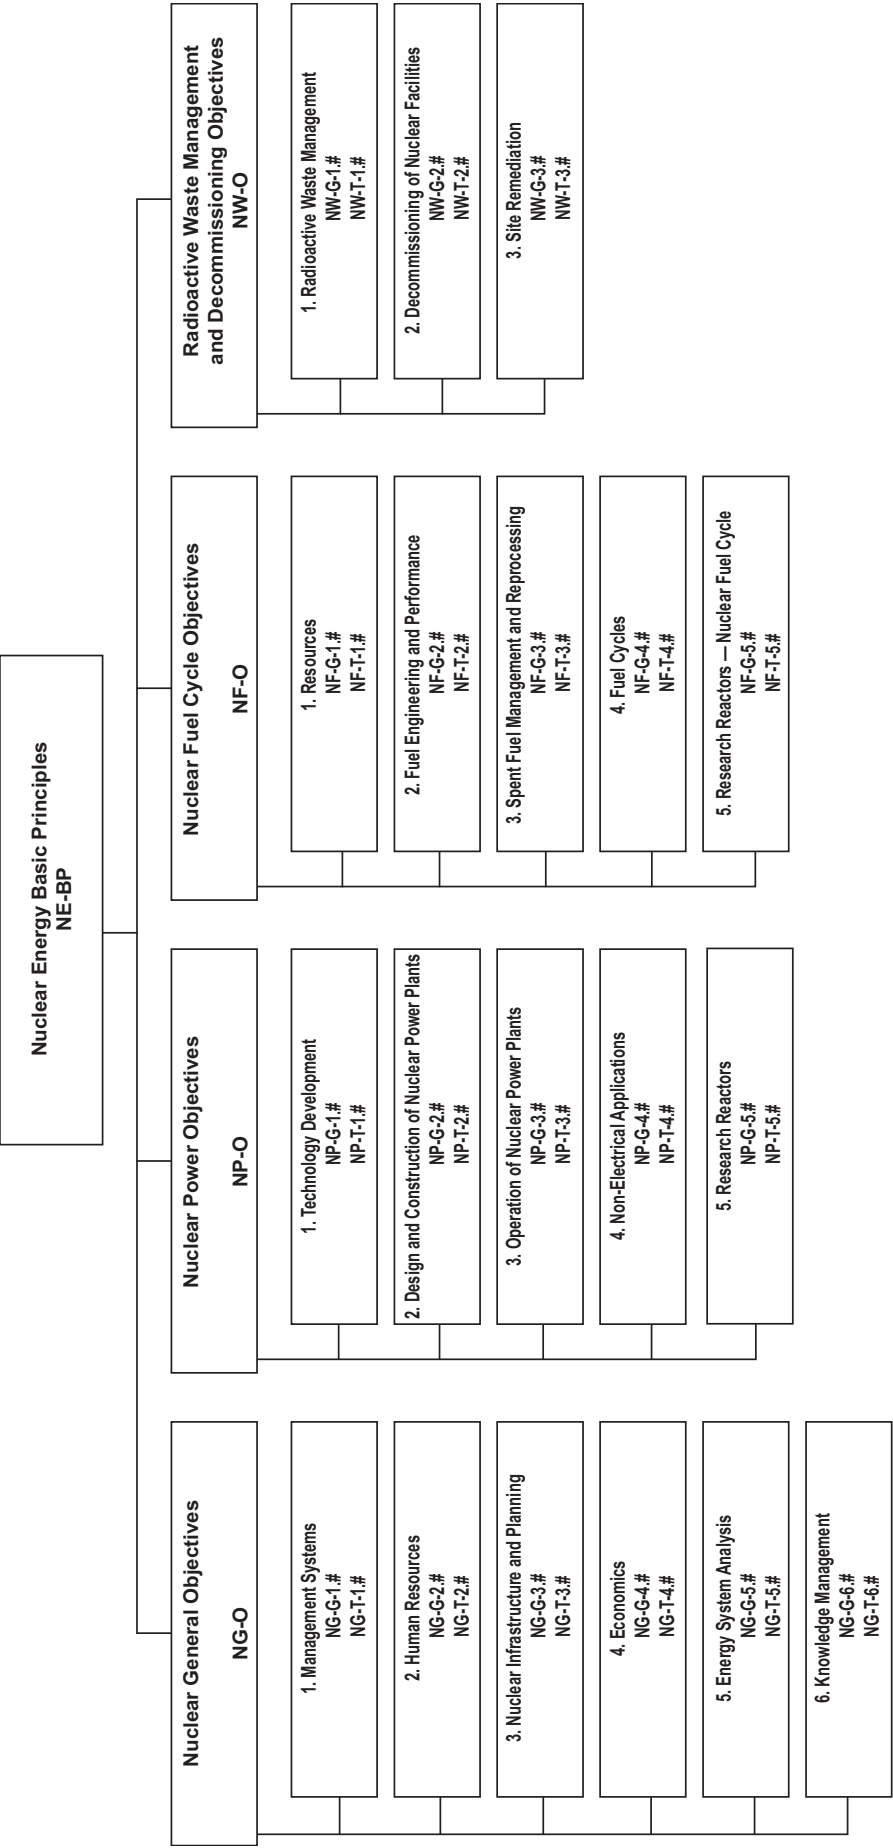 Nuclear Energy Basic Principles
NE-BP
Nuclear General Objectives
NG-O
1. Management Systems
NG-G-1.#
NG-T-1.#
2. Human Resources
NG-G-2.#
NG-T-2.#
3. Nuclear Infrastructure and Planning
NG-G-3.#
NG-T-3.#
4. Economics
NG-G-4.#
NG-T-4.#
5. Energy System Analysis
NG-G-5.#
NG-T-5.#
6. Knowledge Management
NG-G-6.#
NG-T-6.#
Nuclear Power Objectives
NP-O
1. Technology Development
NP-G-1.#
NP-T-1.#
2. Design and Construction of Nuclear Power Plants
NP-G-2.#
NP-T-2.#
3. Operation of Nuclear Power Plants
NP-G-3.#
NP-T-3.#
4. Non-Electrical Applications
NP-G-4.#
NP-T-4.#
5. Research Reactors
NP-G-5.#
NP-T-5.#
Nuclear Fuel Cycle Objectives
NF-O
1. Resources
NF-G-1.#
NF-T-1.#
2. Fuel Engineering and Performance
NF-G-2.#
NF-T-2.#
3. Spent Fuel Management and Reprocessing
NF-G-3.#
NF-T-3.#
4. Fuel Cycles
NF-G-4.#
NF-T-4.#
5. Research Reactors — Nuclear Fuel Cycle
NF-G-5.#
NF-T-5.#
Radioactive Waste Management
and Decommissioning Objectives
NW-O
1. Radioactive Waste Management
NW-G-1.#
NW-T-1.#
2. Decommissioning of Nuclear Facilities
NW-G-2.#
NW-T-2.#
3. Site Remediation
NW-G-3.#
NW-T-3.#